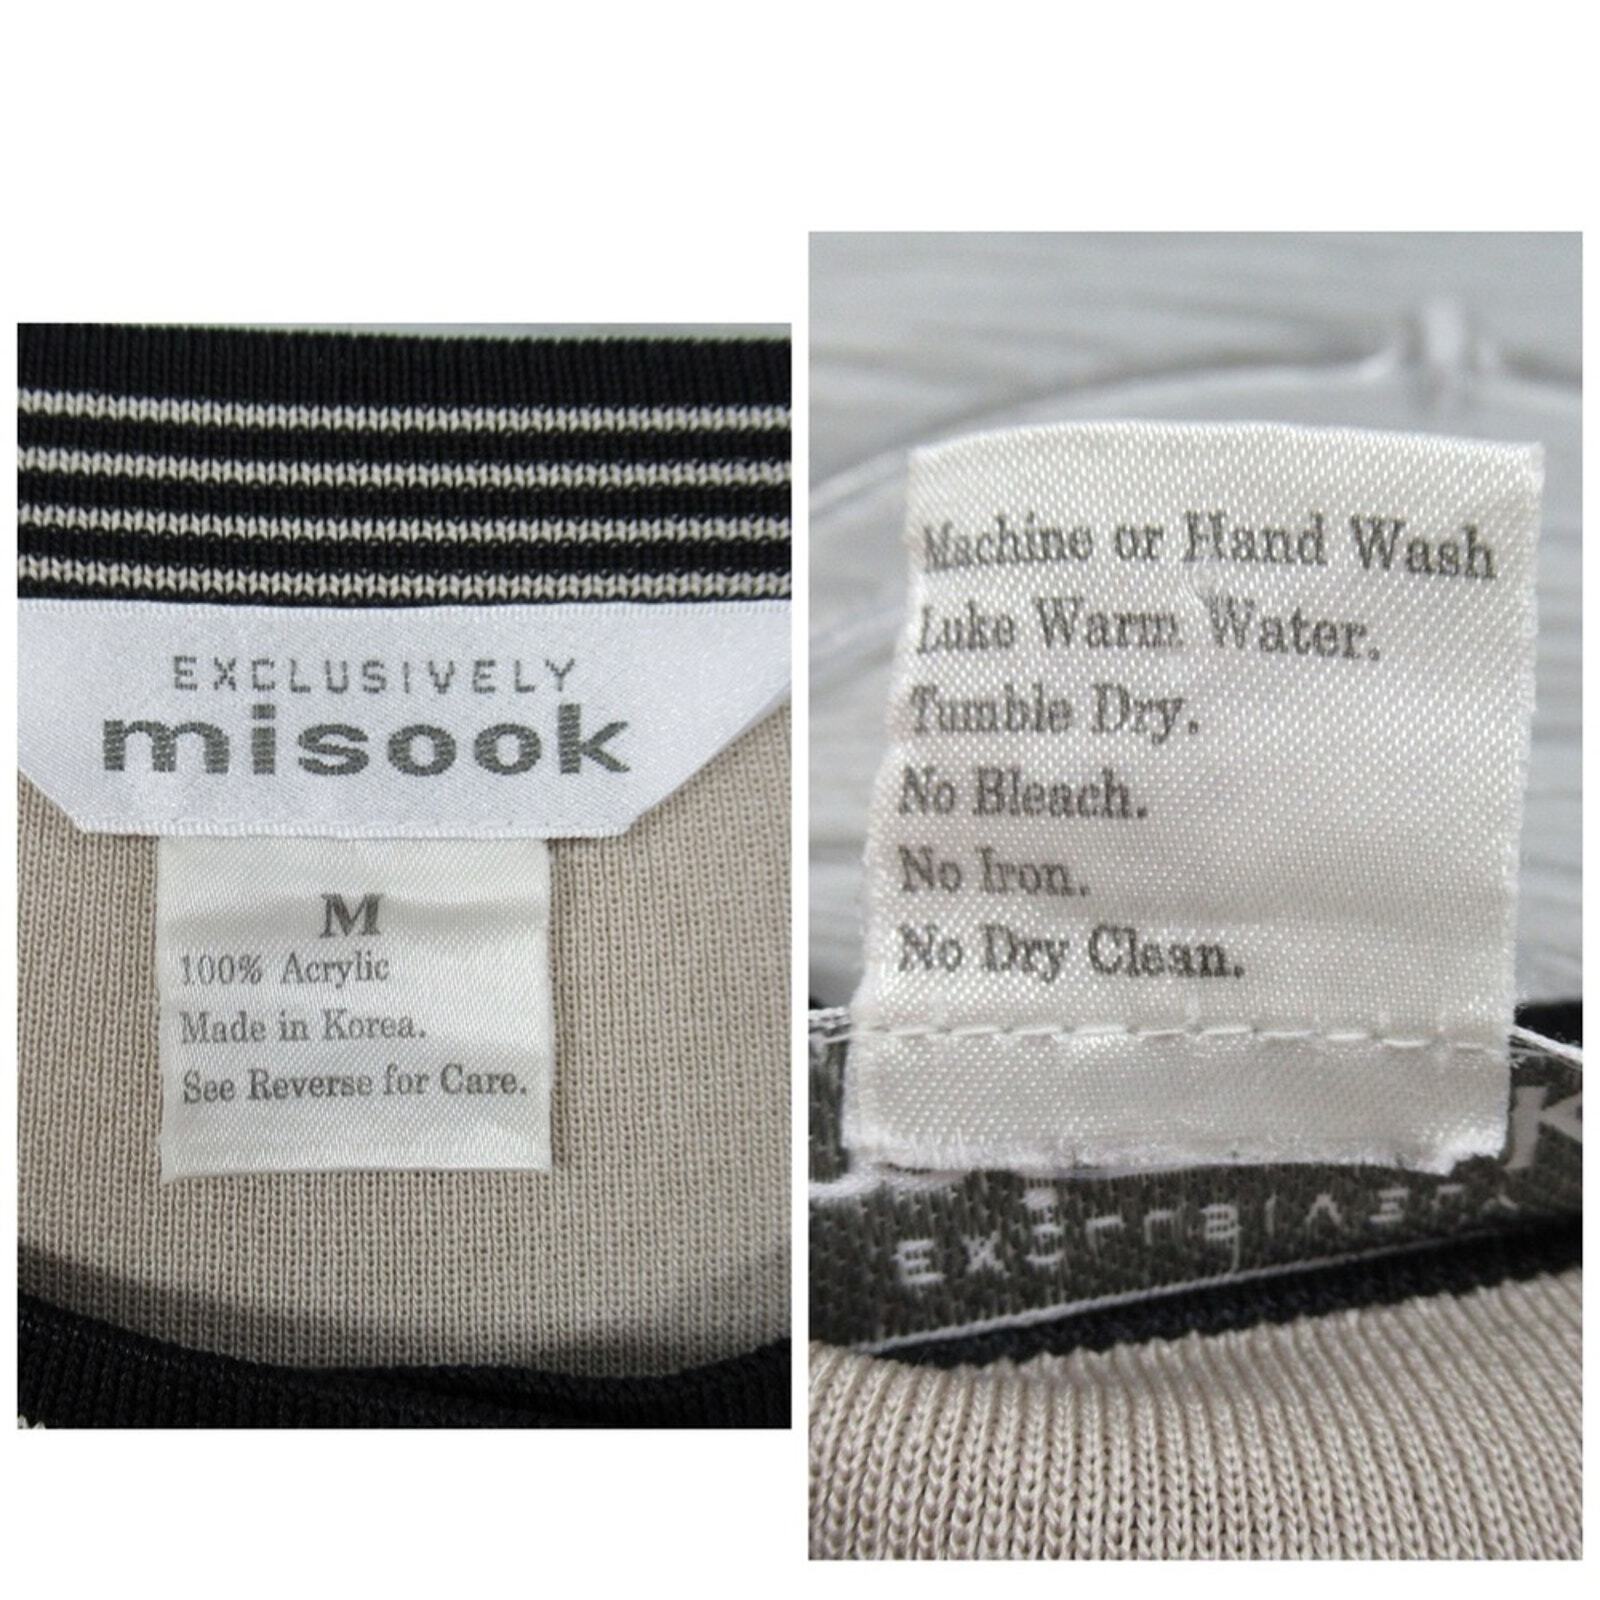 EXCLUSIVELY
misook
M
100% Acrylic
Made in Korea.
See Reverse for Care.
Machine or Hand Wash
Luke Warm Water.
Tumble Dry.
No Bleach.
No Iron.
No Dry Clean.
EXCLUSIVELY
K